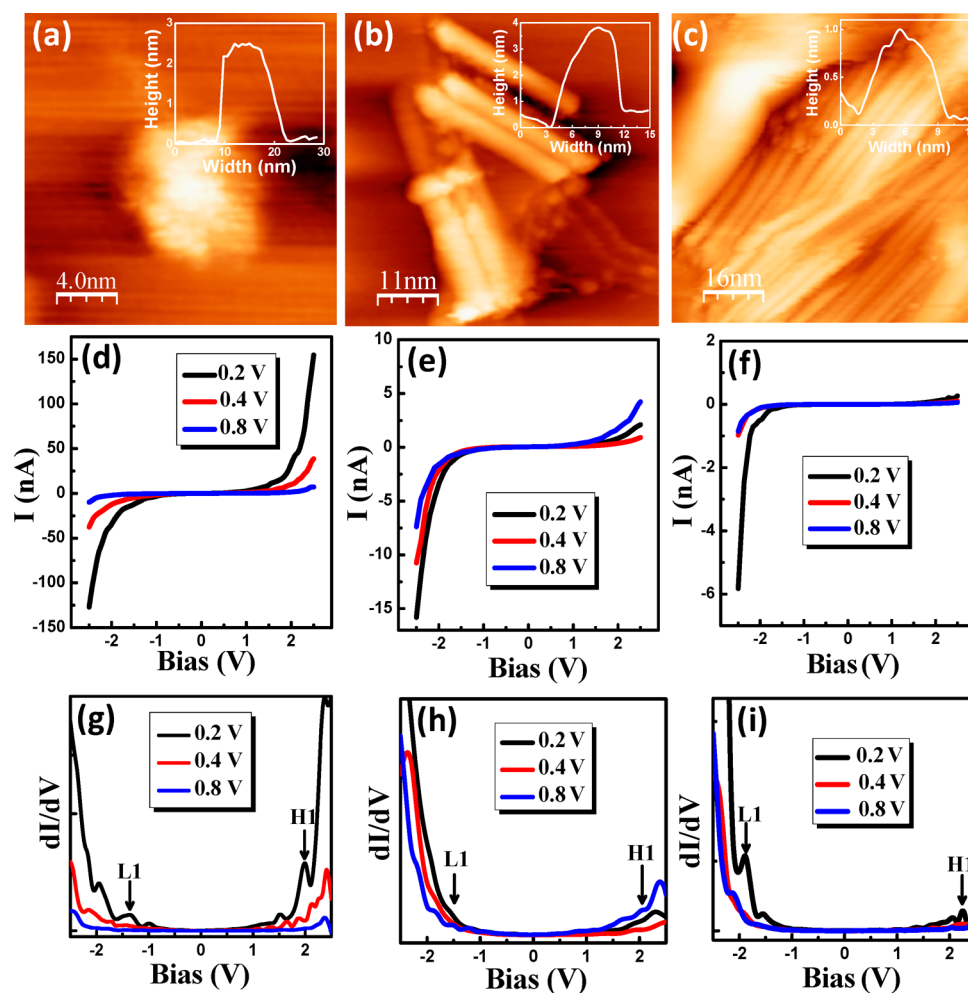 (a)
Height (nm)
3
2
1
0
0 10 20 30
Width (nm)
4.0nm
(b)
4
3
2
1
0
0 3 6 9 12 15
Width (nm)
11nm
(c)
Height (nm)
1.0
0.5
0.0
0 3 6 9
Width (nm)
16nm
(d)
I (nA)
150
100
50
0
-50
-100
-150
0.2 V
0.4 V
0.8 V
-2 -1 0 1 2
Bias (V)
(e)
I (nA)
10
5
0
-5
-10
-15
0.2 V
0.4 V
0.8 V
-2 -1 0 1 2
Bias (V)
(f)
I (nA)
2
0
-2
-4
-6
0.2 V
0.4 V
0.8 V
-2 -1 0 1 2
Bias (V)
(g)
dI/dV
0.2 V
0.4 V
0.8 V
L1
H1
-2 -1 0 1 2
Bias (V)
(h)
dI/dV
0.2 V
0.4 V
0.8 V
L1
H1
-2 -1 0 1 2
Bias (V)
(i)
dI/dV
0.2 V
0.4 V
0.8 V
L1
H1
-2 -1 0 1 2
Bias (V)